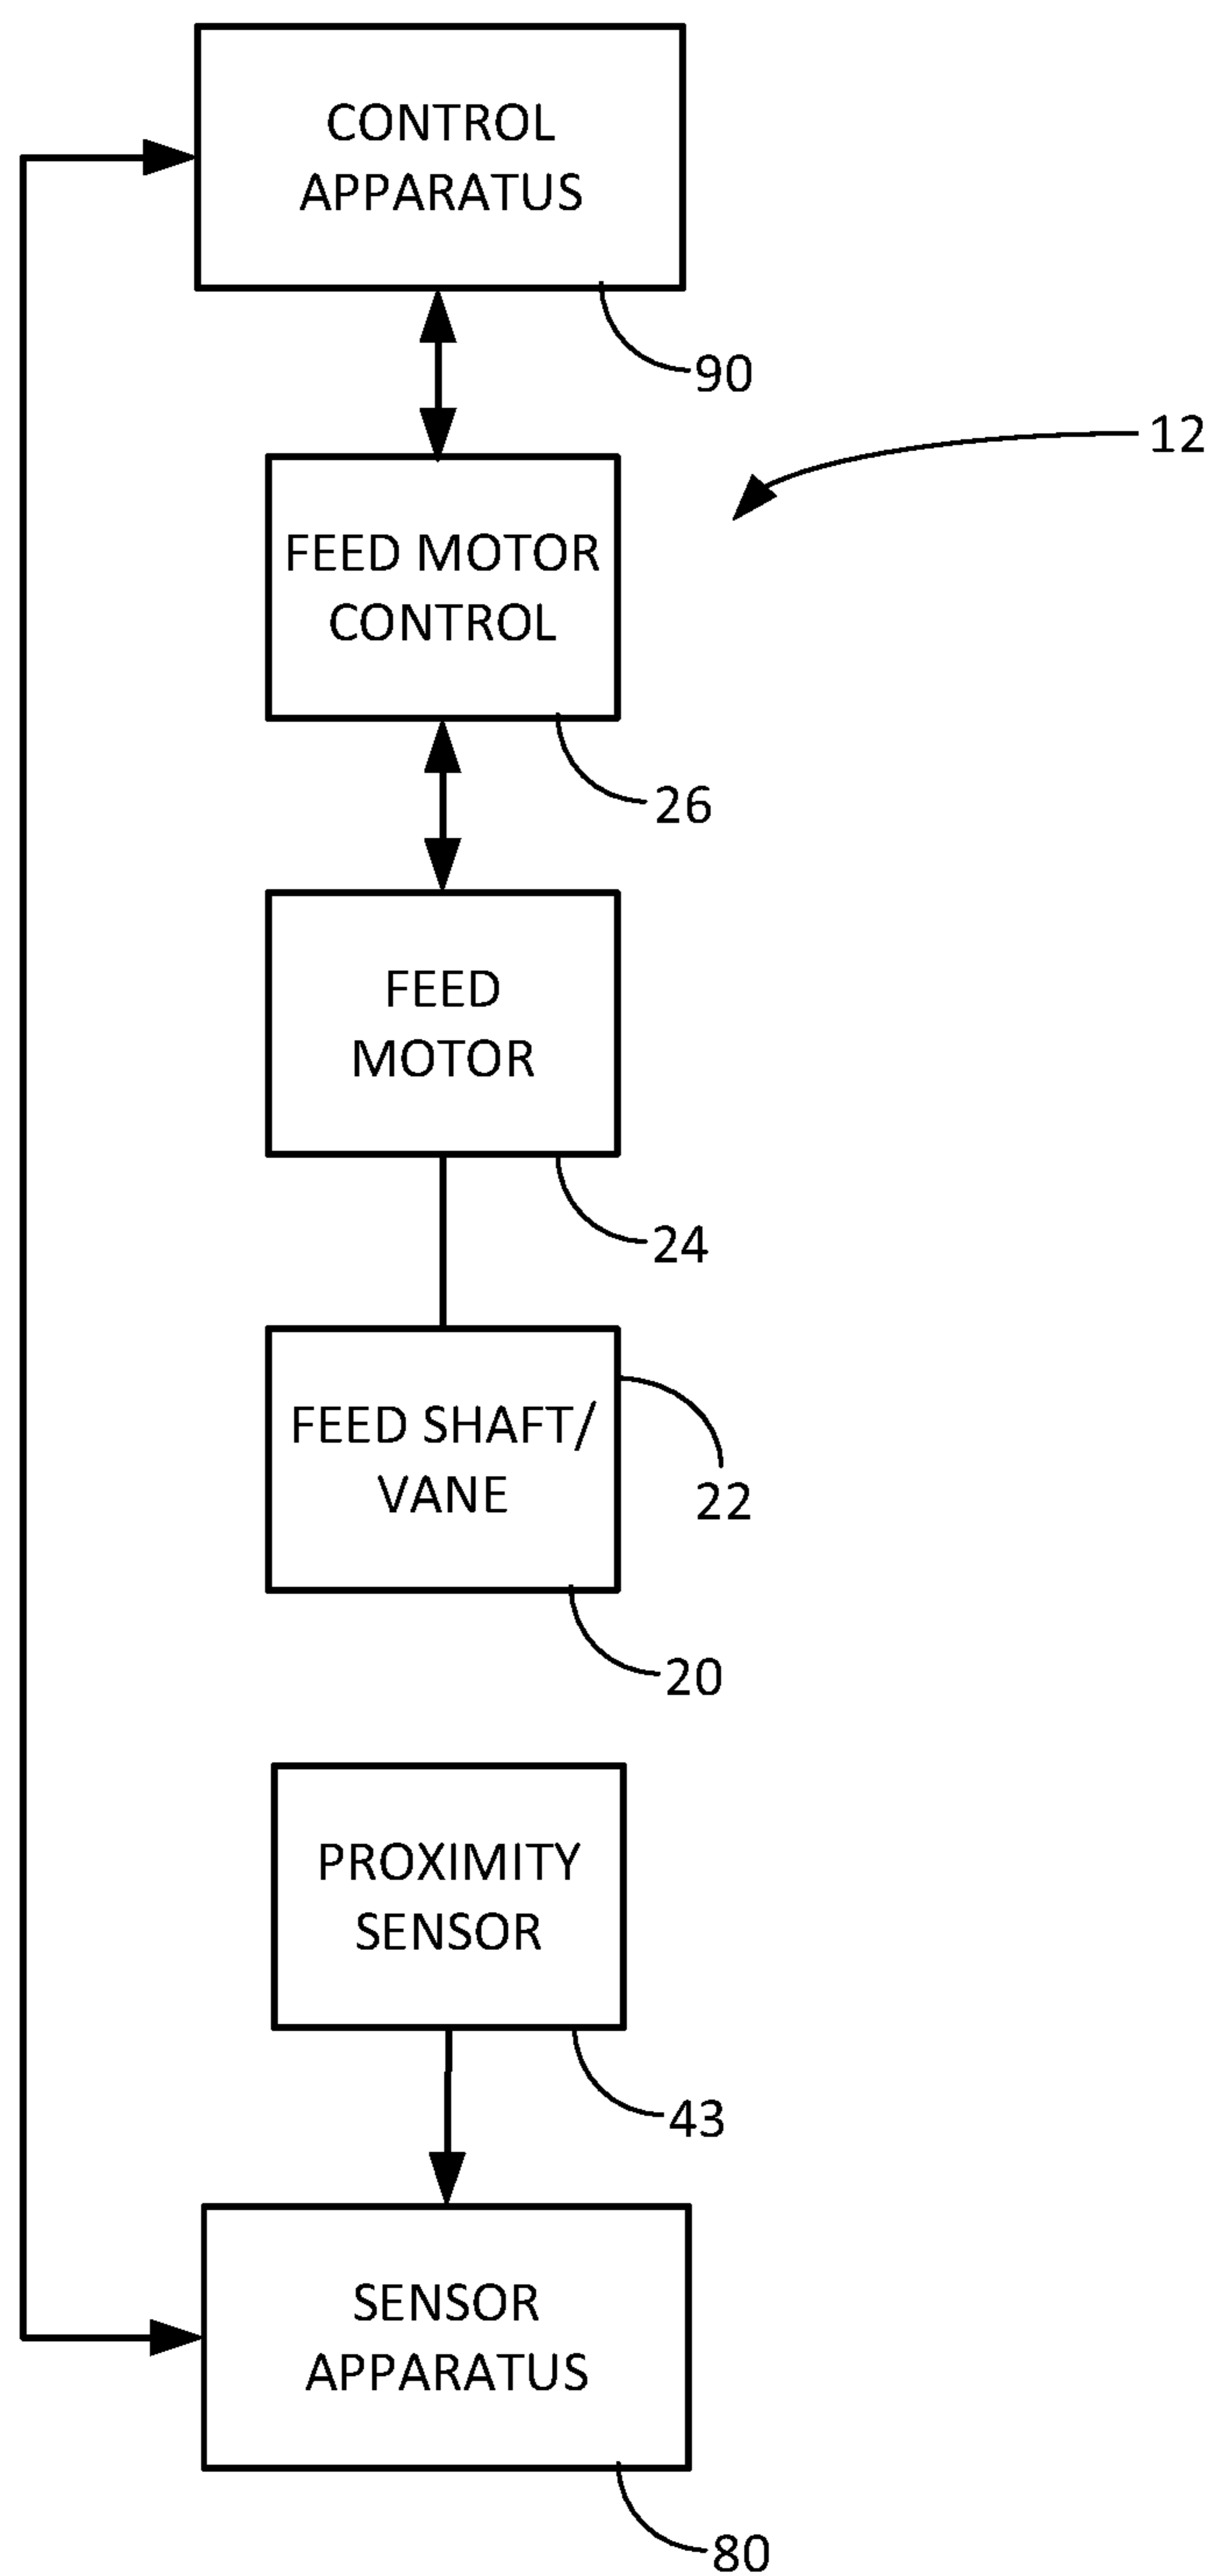 CONTROL
APPARATUS
90
12
FEED MOTOR
CONTROL
26
FEED
MOTOR
24
FEED SHAFT/
VANE
22
20
PROXIMITY
SENSOR
43
SENSOR
APPARATUS
80